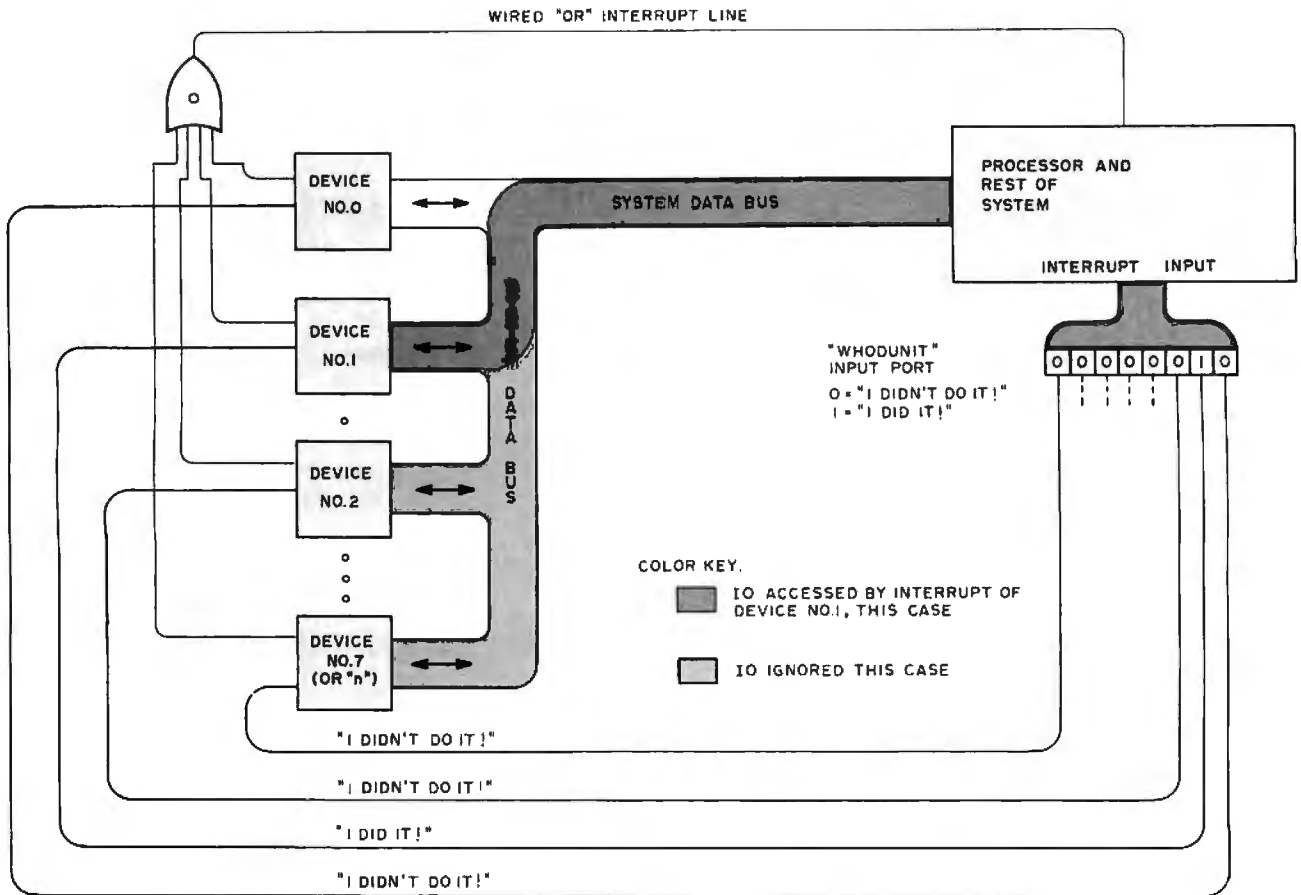 WIRED "OR" INTERRUPT LINE
O
DEVICE
NO.0
SYSTEM DATA BUS
PROCESSOR AND
REST OF
SYSTEM
INTERRUPT INPUT
DEVICE
NO.1
"WHODUNIT"
INPUT PORT
0 = "I DIDN'T DO IT!"
1 = "I DID IT!"
0 0 0 0 0 0 1 0
DATA BUS
DEVICE
NO.2
COLOR KEY.
IO ACCESSED BY INTERRUPT OF
DEVICE NO.1, THIS CASE
IO IGNORED THIS CASE
DEVICE
NO.7
(OR "n")
"I DIDN'T DO IT!"
"I DIDN'T DO IT!"
"I DID IT!"
"I DIDN'T DO IT!"